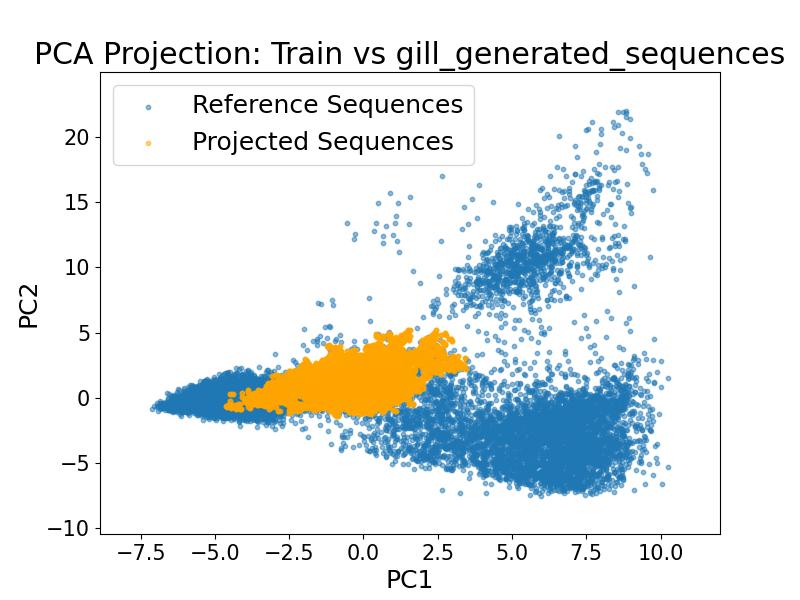 PCA Projection: Train vs gill_generated_sequences
Reference Sequences
Projected Sequences
20
15
10
5
0
−5
−10
PC2
−7.5 −5.0 −2.5 0.0 2.5 5.0 7.5 10.0
PC1